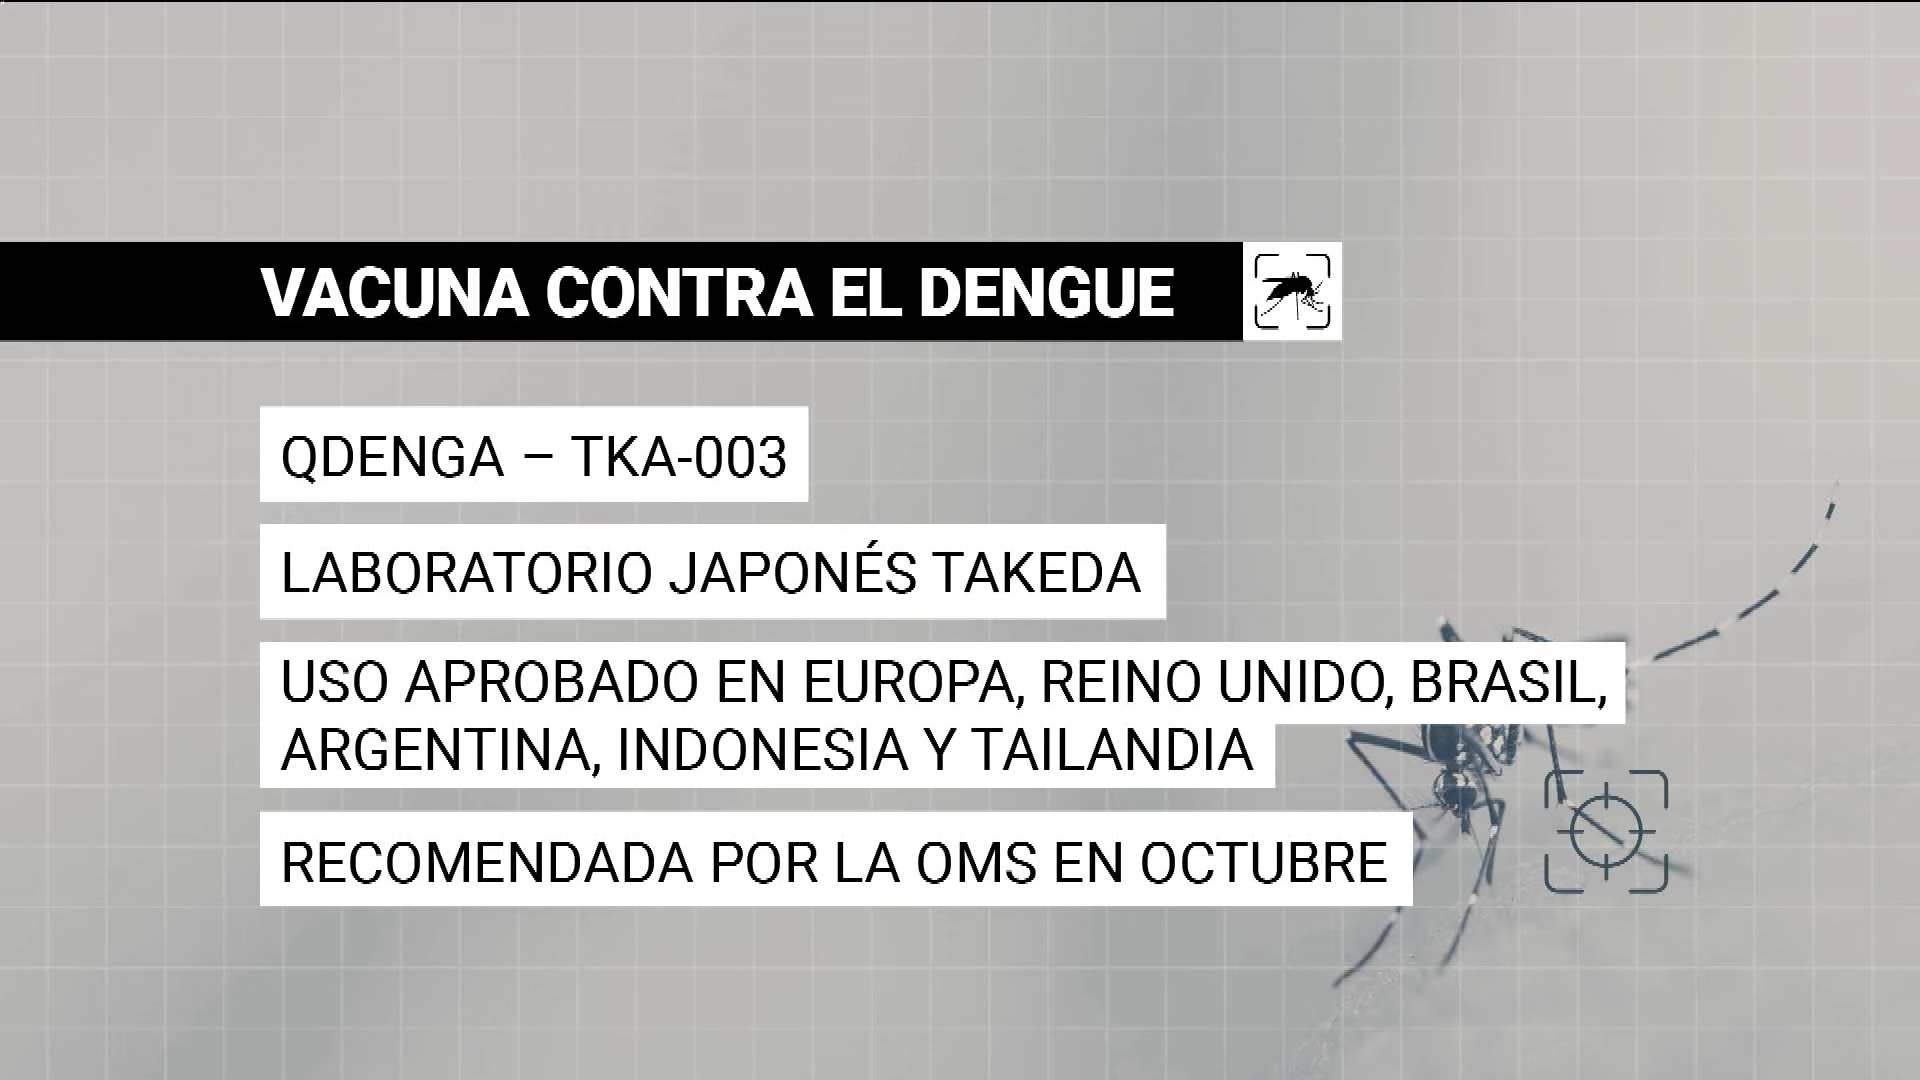 VACUNA CONTRA EL DENGUE
QDENGA – TKA-003
LABORATORIO JAPONÉS TAKEDA
USO APROBADO EN EUROPA, REINO UNIDO, BRASIL,
ARGENTINA, INDONESIA Y TAILANDIA
RECOMENDADA POR LA OMS EN OCTUBRE